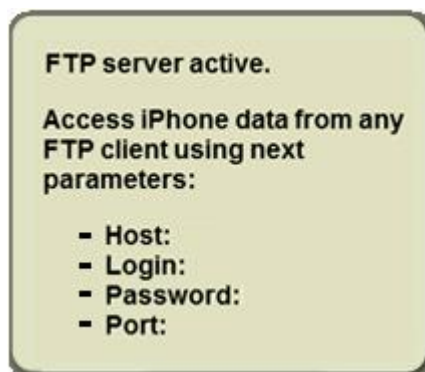 FTP server active.
Access iPhone data from any
FTP client using next
parameters:
- Host:
- Login:
- Password:
- Port: